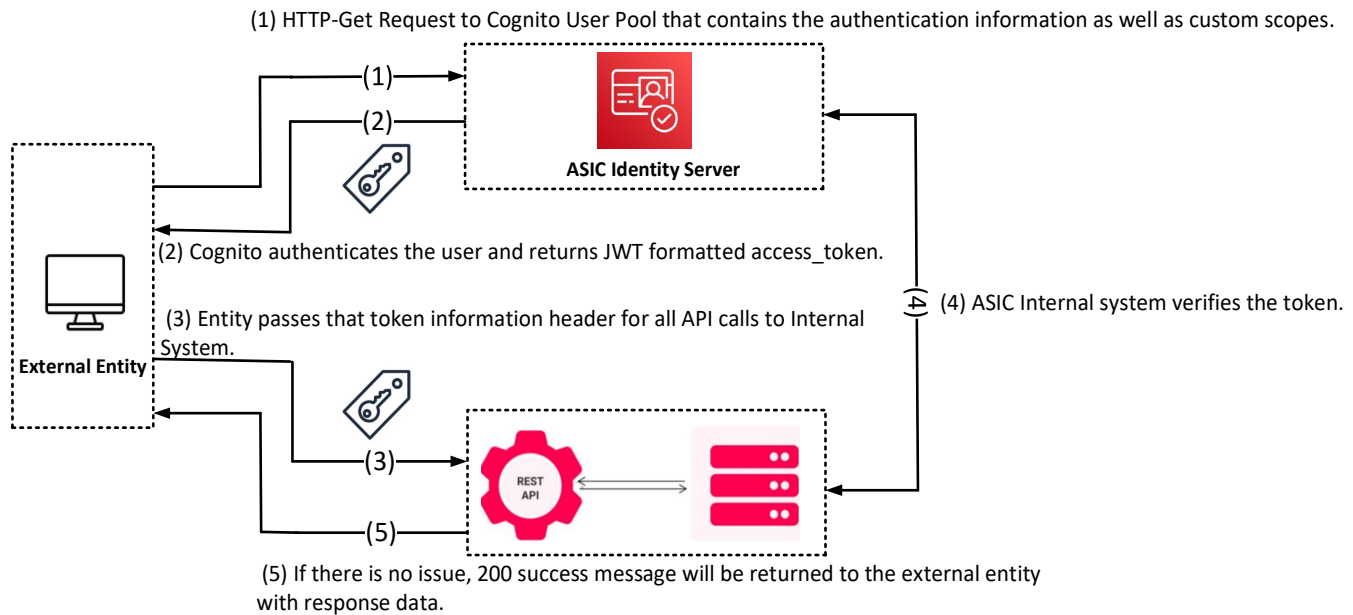 (1) HTTP-Get Request to Cognito User Pool that contains the authentication information as well as custom scopes.
(1)
(2)
ASIC Identity Server
(2) Cognito authenticates the user and returns JWT formatted access_token.
(4)
(4) ASIC Internal system verifies the token.
(3) Entity passes that token information header for all API calls to Internal
System.
External Entity
(3)
REST
API
(5)
(5) If there is no issue, 200 success message will be returned to the external entity
with response data.